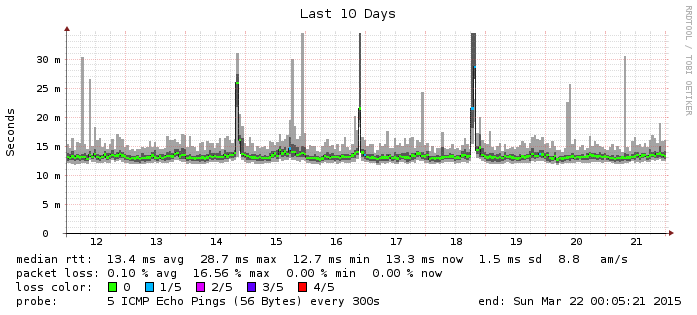 Last 10 Days
RRDTOOL / TOBI OETIKER
Seconds
30 m
25 m
20 m
15 m
10 m
5 m
0
12 13 14 15 16 17 18 19 20 21
median rtt: 13.4 ms avg 28.7 ms max 12.7 ms min 13.3 ms now 1.5 ms sd 8.8 am/s
packet loss: 0.10 % avg 16.56 % max 0.00 % min 0.00 % now
loss color: 0 1/5 2/5 3/5 4/5
probe: 5 ICMP Echo Pings (56 Bytes) every 300s end: Sun Mar 22 00:05:21 2015